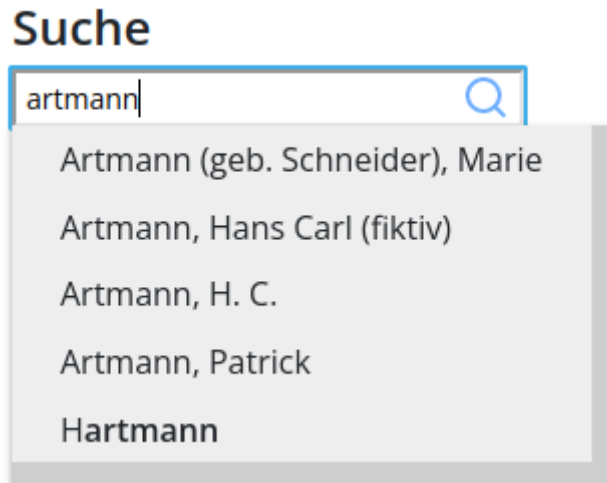 Suche
artmann
Artmann (geb. Schneider), Marie
Artmann, Hans Carl (fiktiv)
Artmann, H. C.
Artmann, Patrick
Hartmann